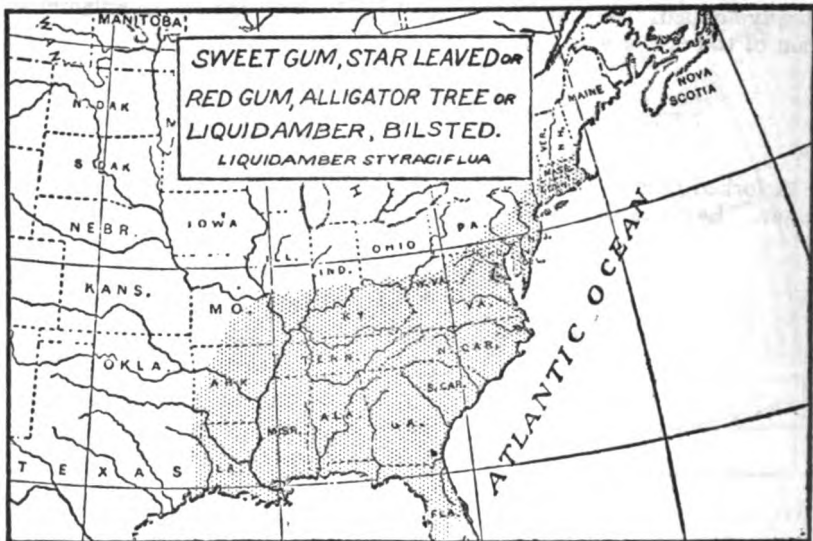 MANITOBA
SWEET GUM, STAR LEAVED OR
RED GUM, ALLIGATOR TREE OR
LIQUIDAMBER, BILSTED.
LIQUIDAMBER STYRACIFLUA
MAINE
NOVA
SCOTIA
N. DAK
S. DAK
NEBR.
IOWA
ILL.
IND.
OHIO
PA
MASS.
KANS.
MO.
KY.
W.VA.
VA.
OKLA.
ARK
TENN.
N. CAR.
S. CAR.
TEXAS
LA.
MISS.
ALA.
GA.
FLA.
ATLANTIC OCEAN